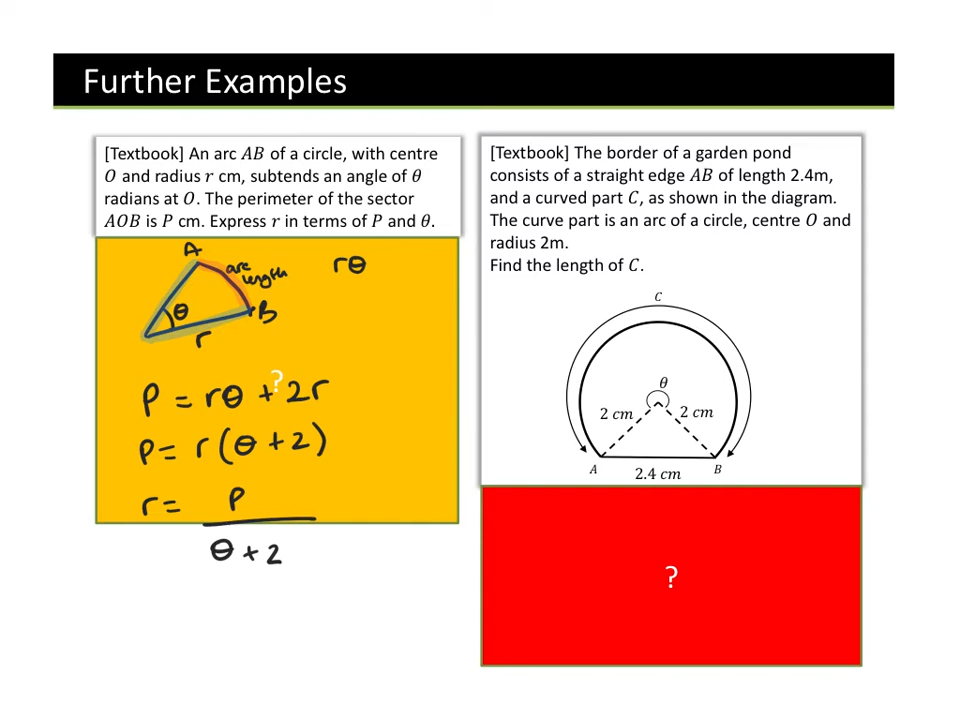 Further Examples
[Textbook] An arc AB of a circle, with centre
O and radius r cm, subtends an angle of θ
radians at O. The perimeter of the sector
AOB is P cm. Express r in terms of P and θ.
A
arc
length
rθ
θ
B
r
?
P = rθ + 2r
P = r(θ + 2)
r = P
θ + 2
[Textbook] The border of a garden pond
consists of a straight edge AB of length 2.4m,
and a curved part C, as shown in the diagram.
The curve part is an arc of a circle, centre O and
radius 2m.
Find the length of C.
C
θ
2 cm 2 cm
A B
2.4 cm
?